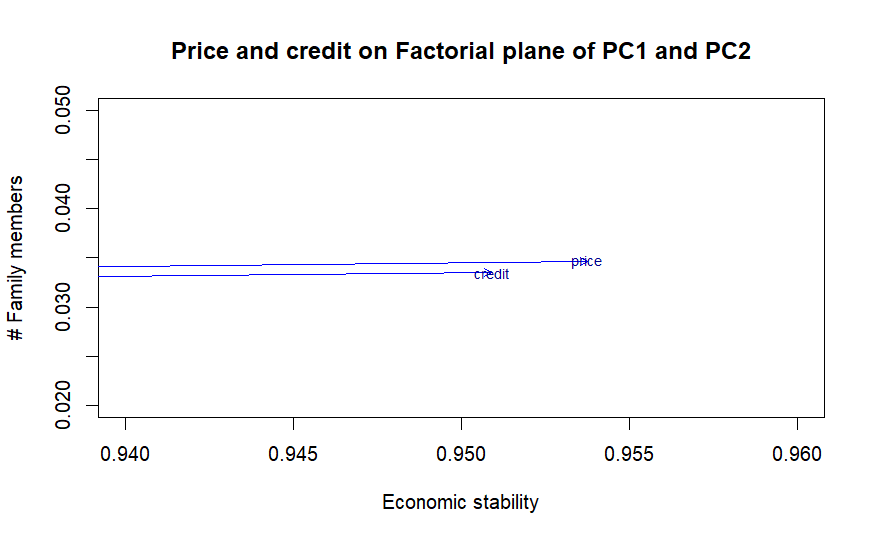 Price and credit on Factorial plane of PC1 and PC2
# Family members
0.050
0.040
0.030
0.020
price
credit
0.940
0.945
0.950
0.955
0.960
Economic stability